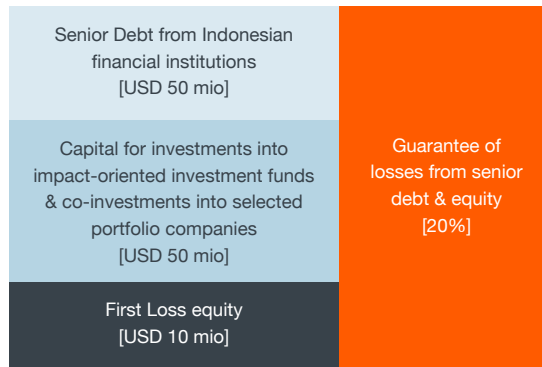 Senior Debt from Indonesian
financial institutions
[USD 50 mio]
Capital for investments into
impact-oriented investment funds
& co-investments into selected
portfolio companies
[USD 50 mio]
First Loss equity
[USD 10 mio]
Guarantee of
losses from senior
debt & equity
[20%]